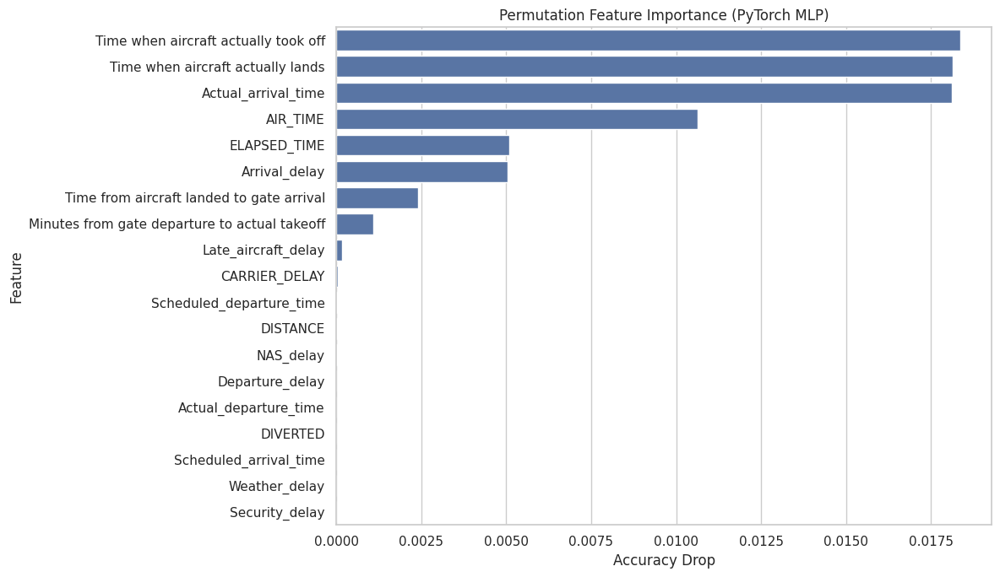 Permutation Feature Importance (PyTorch MLP)
Time when aircraft actually took off
Time when aircraft actually lands
Actual_arrival_time
AIR_TIME
ELAPSED_TIME
Arrival_delay
Time from aircraft landed to gate arrival
Minutes from gate departure to actual takeoff
Late_aircraft_delay
CARRIER_DELAY
Scheduled_departure_time
DISTANCE
NAS_delay
Departure_delay
Actual_departure_time
DIVERTED
Scheduled_arrival_time
Weather_delay
Security_delay
Feature
0.0000 0.0025 0.0050 0.0075 0.0100 0.0125 0.0150 0.0175
Accuracy Drop